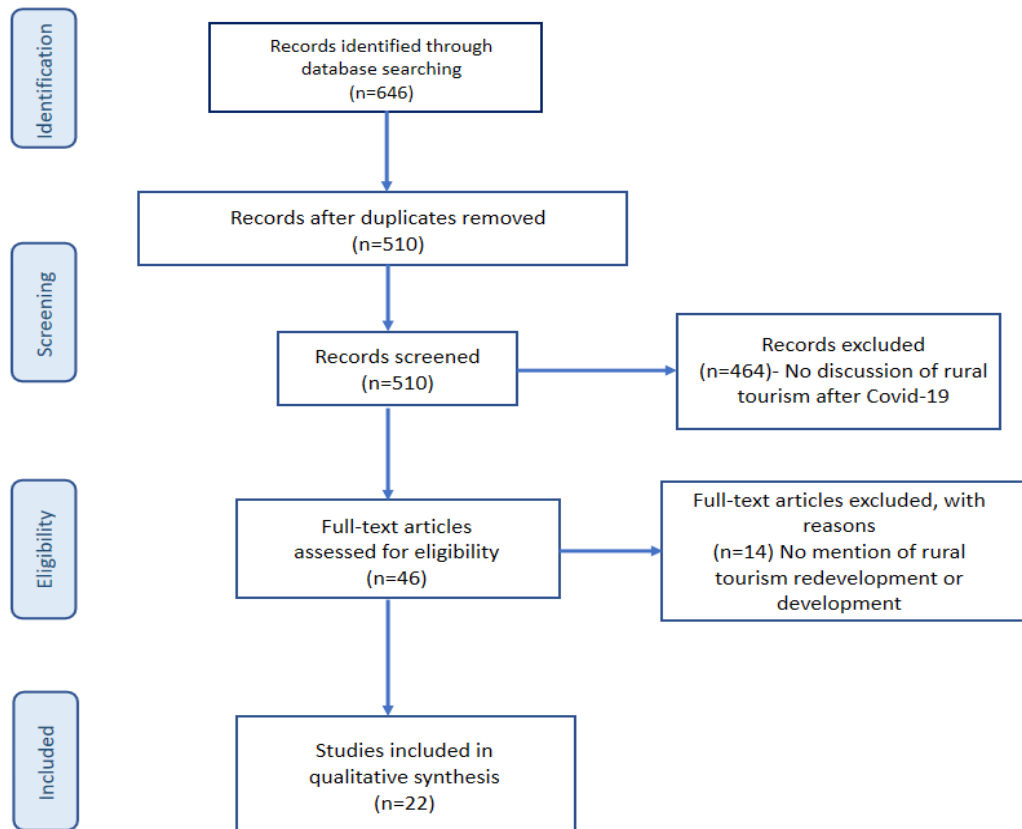 Identification
Records identified through
database searching
(n=646)
Records after duplicates removed
(n=510)
Screening
Records screened
(n=510)
Records excluded
(n=464)- No discussion of rural
tourism after Covid-19
Eligibility
Full-text articles
assessed for eligibility
(n=46)
Full-text articles excluded, with
reasons
(n=14) No mention of rural
tourism redevelopment or
development
Included
Studies included in
qualitative synthesis
(n=22)